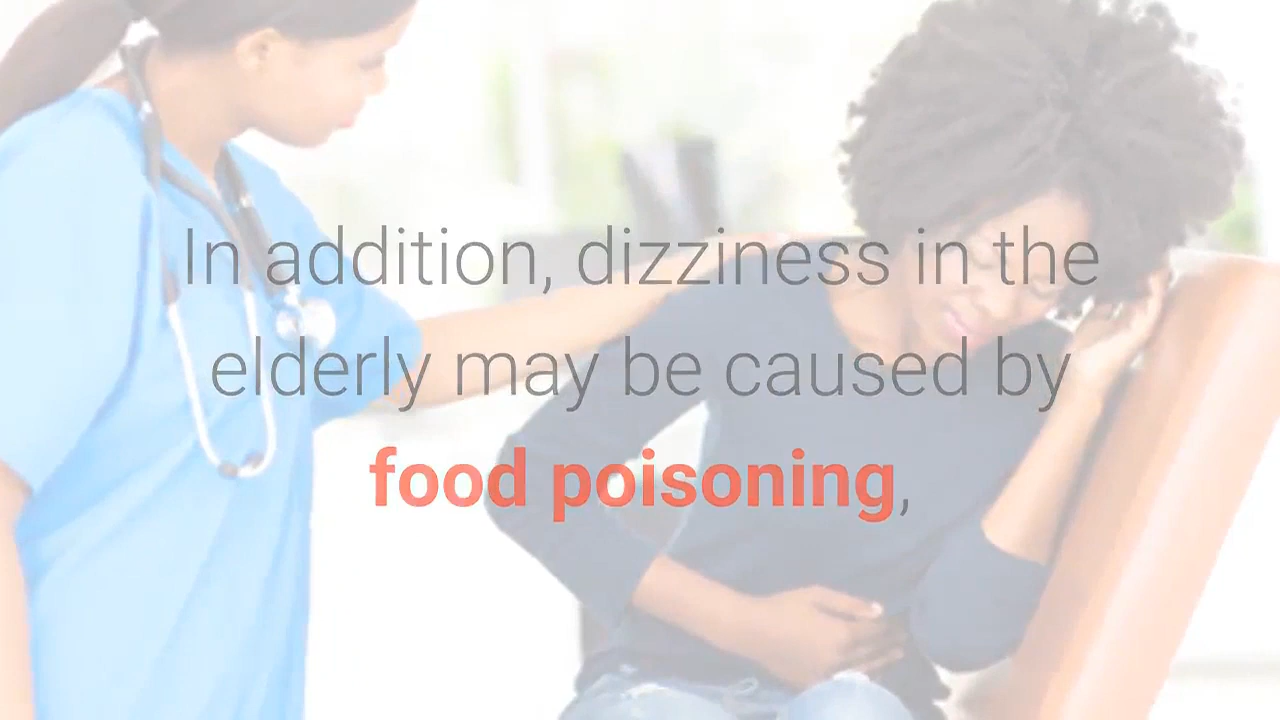 In addition, dizziness in the
elderly may be caused by
food poisoning,